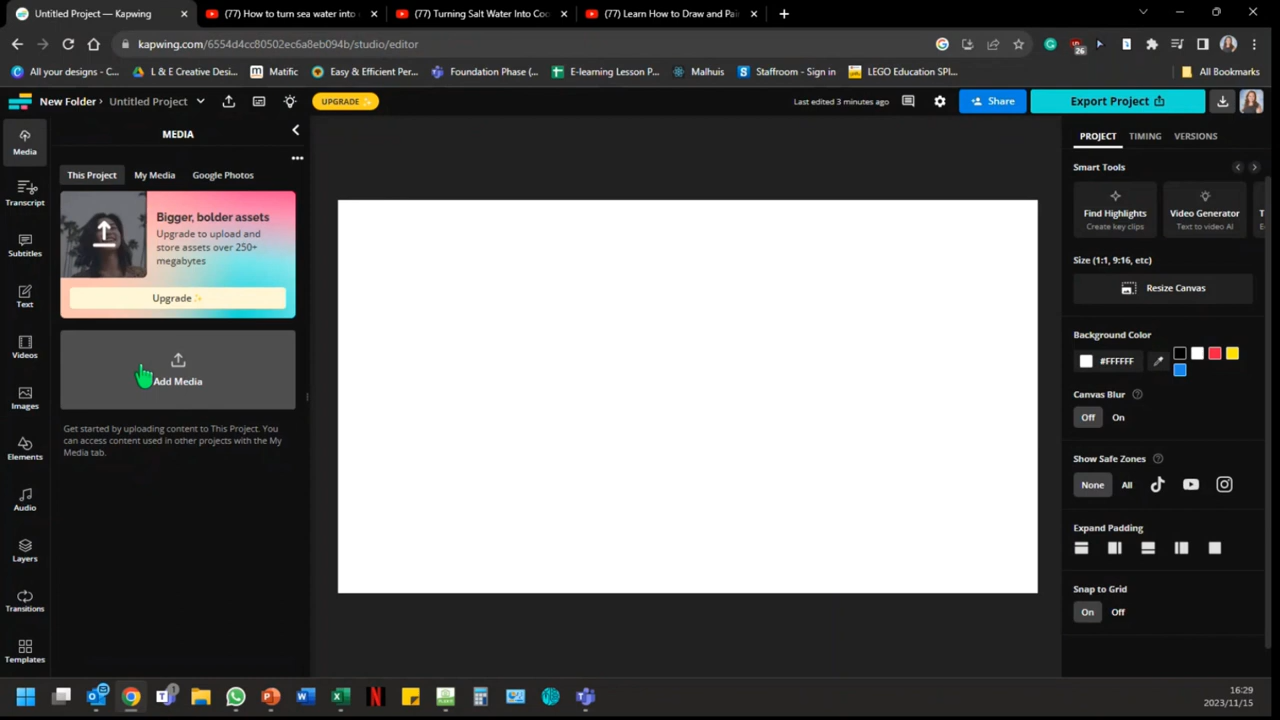 Untitled Project — Kapwing
(77) How to turn sea water into
(77) Turning Salt Water Into Coo
(77) Learn How to Draw and Pai
kapwing.com/6554d4cc80502ec6a8eb094b/studio/editor
26
All your designs - C...
L & E Creative Desi...
Matific
Easy & Efficient Per...
Foundation Phase (...
E-learning Lesson P...
Malhuis
Staffroom - Sign in
LEGO Education SPI...
All Bookmarks
New Folder › Untitled Project
UPGRADE
Last edited 3 minutes ago
Share
Export Project
Media
Transcript
Subtitles
Text
Videos
Images
Elements
Audio
Layers
Transitions
Templates
MEDIA
This Project
My Media
Google Photos
Bigger, bolder assets
Upgrade to upload and
store assets over 250+
megabytes
Upgrade
Add Media
Get started by uploading content to This Project. You
can access content used in other projects with the My
Media tab.
PROJECT
TIMING
VERSIONS
Smart Tools
Find Highlights
Create key clips
Video Generator
Text to video AI
Size (1:1, 9:16, etc)
Resize Canvas
Background Color
#FFFFFF
Canvas Blur
Off
On
Show Safe Zones
None
All
Expand Padding
Snap to Grid
On
Off
16:29
2023/11/15